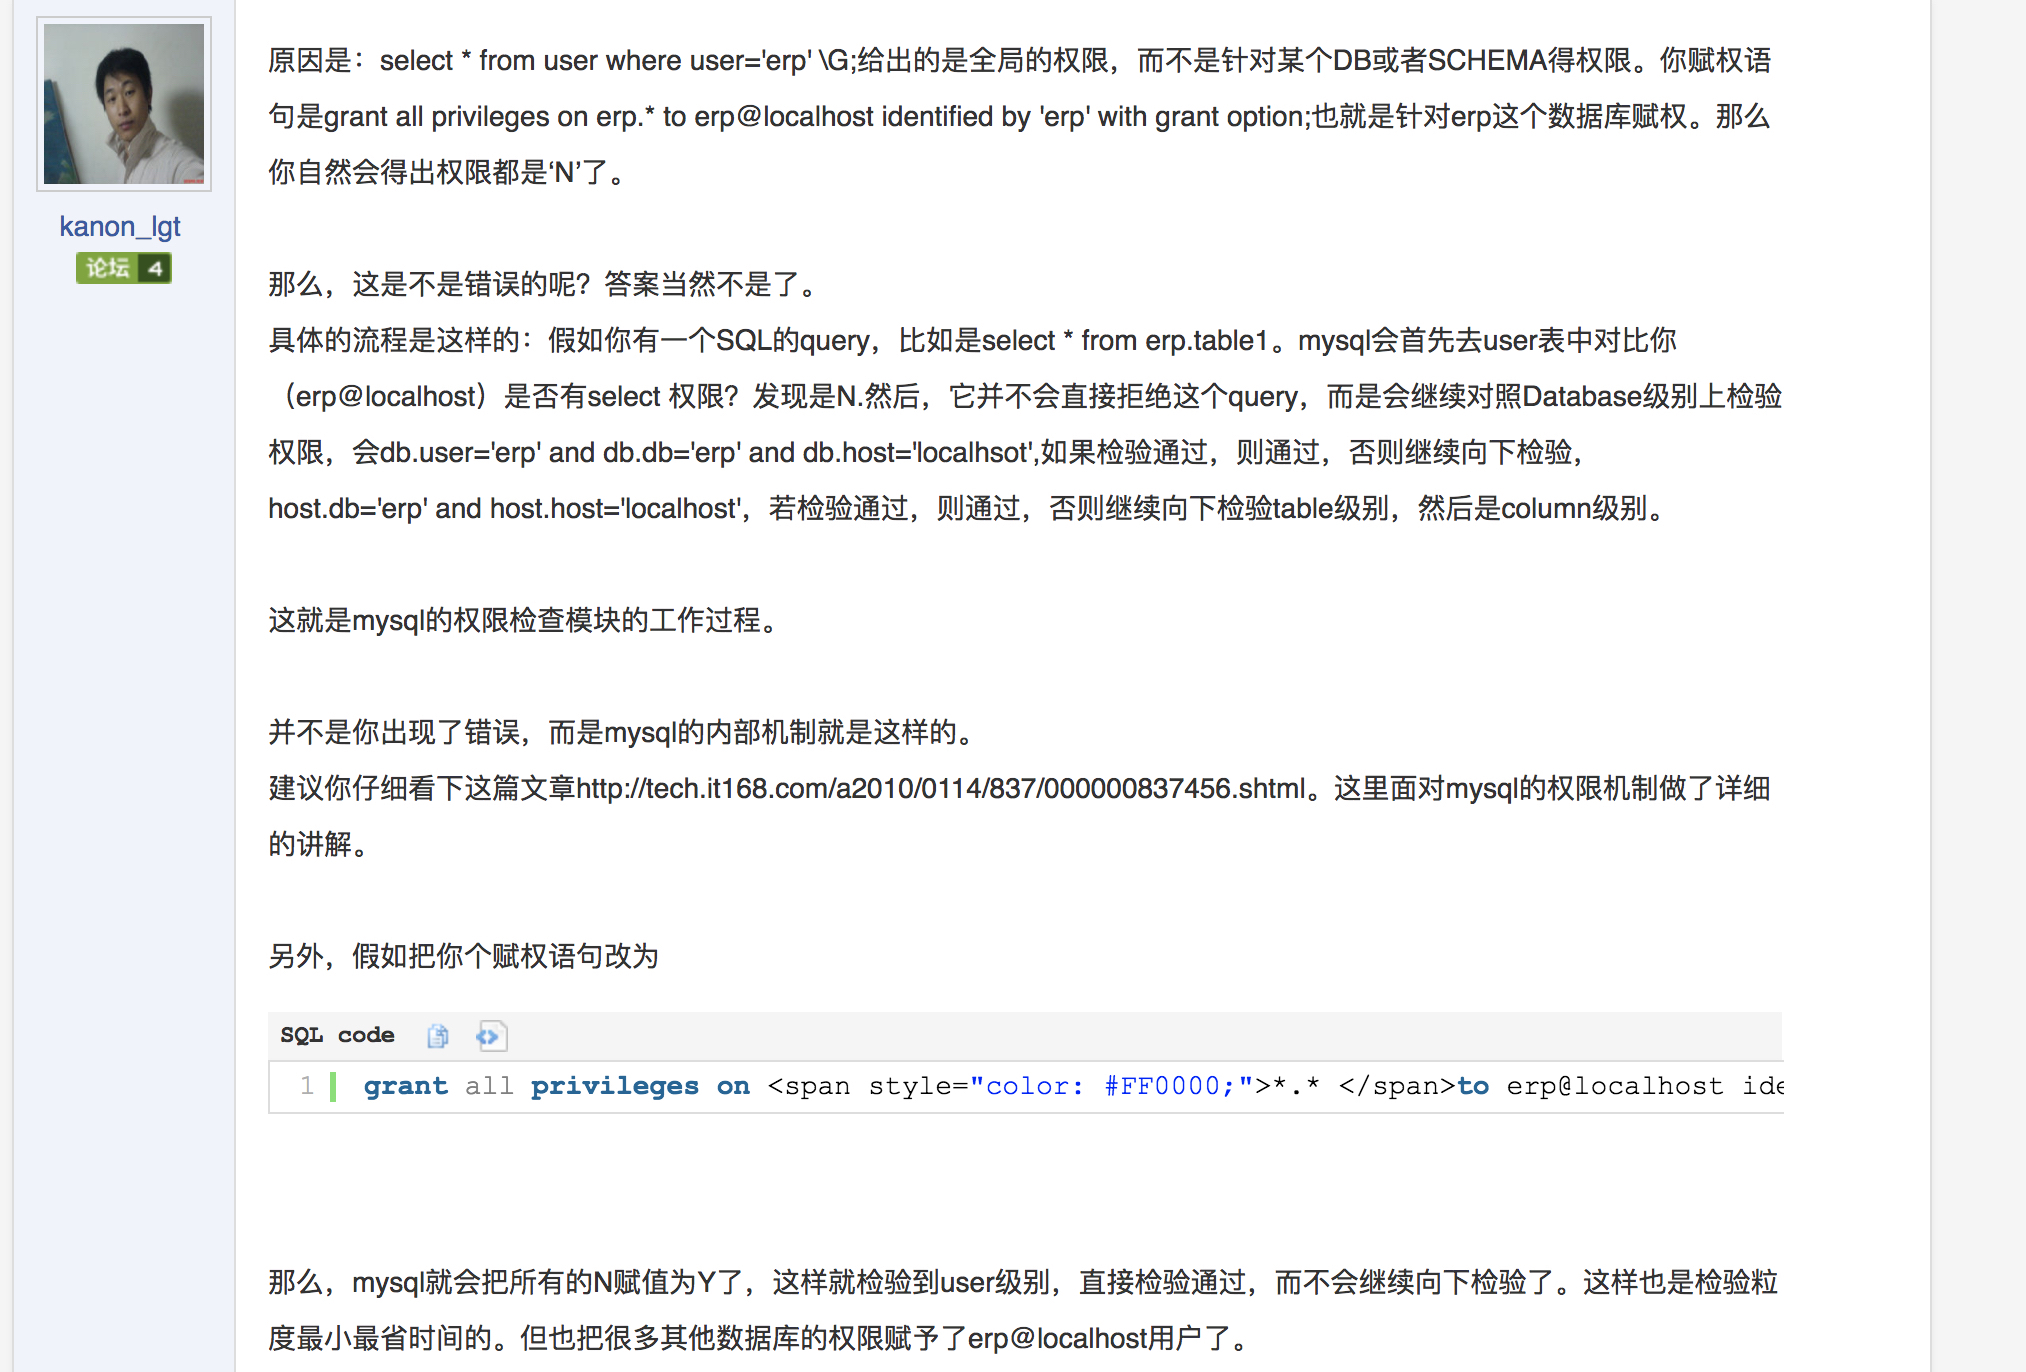 原因是：select * from user where user='erp' \G;给出的是全局的权限，而不是针对某个DB或者SCHEMA得权限。你赋权语
句是grant all privileges on erp.* to erp@localhost identified by 'erp' with grant option;也就是针对erp这个数据库赋权。那么
你自然会得出权限都是‘N’了。
kanon_lgt
论坛 4
那么，这是不是错误的呢？答案当然不是了。
具体的流程是这样的：假如你有一个SQL的query，比如是select * from erp.table1。mysql会首先去user表中对比你
（erp@localhost）是否有select 权限？发现是N.然后，它并不会直接拒绝这个query，而是会继续对照Database级别上检验
权限，会db.user='erp' and db.db='erp' and db.host='localhsot',如果检验通过，则通过，否则继续向下检验，
host.db='erp' and host.host='localhost'，若检验通过，则通过，否则继续向下检验table级别，然后是column级别。
这就是mysql的权限检查模块的工作过程。
并不是你出现了错误，而是mysql的内部机制就是这样的。
建议你仔细看下这篇文章http://tech.it168.com/a2010/0114/837/000000837456.shtml。这里面对mysql的权限机制做了详细
的讲解。
另外，假如把你个赋权语句改为
SQL code
1 grant all privileges on <span style="color: #FF0000;">*.* </span>to erp@localhost ide
那么，mysql就会把所有的N赋值为Y了，这样就检验到user级别，直接检验通过，而不会继续向下检验了。这样也是检验粒
度最小最省时间的。但也把很多其他数据库的权限赋予了erp@localhost用户了。